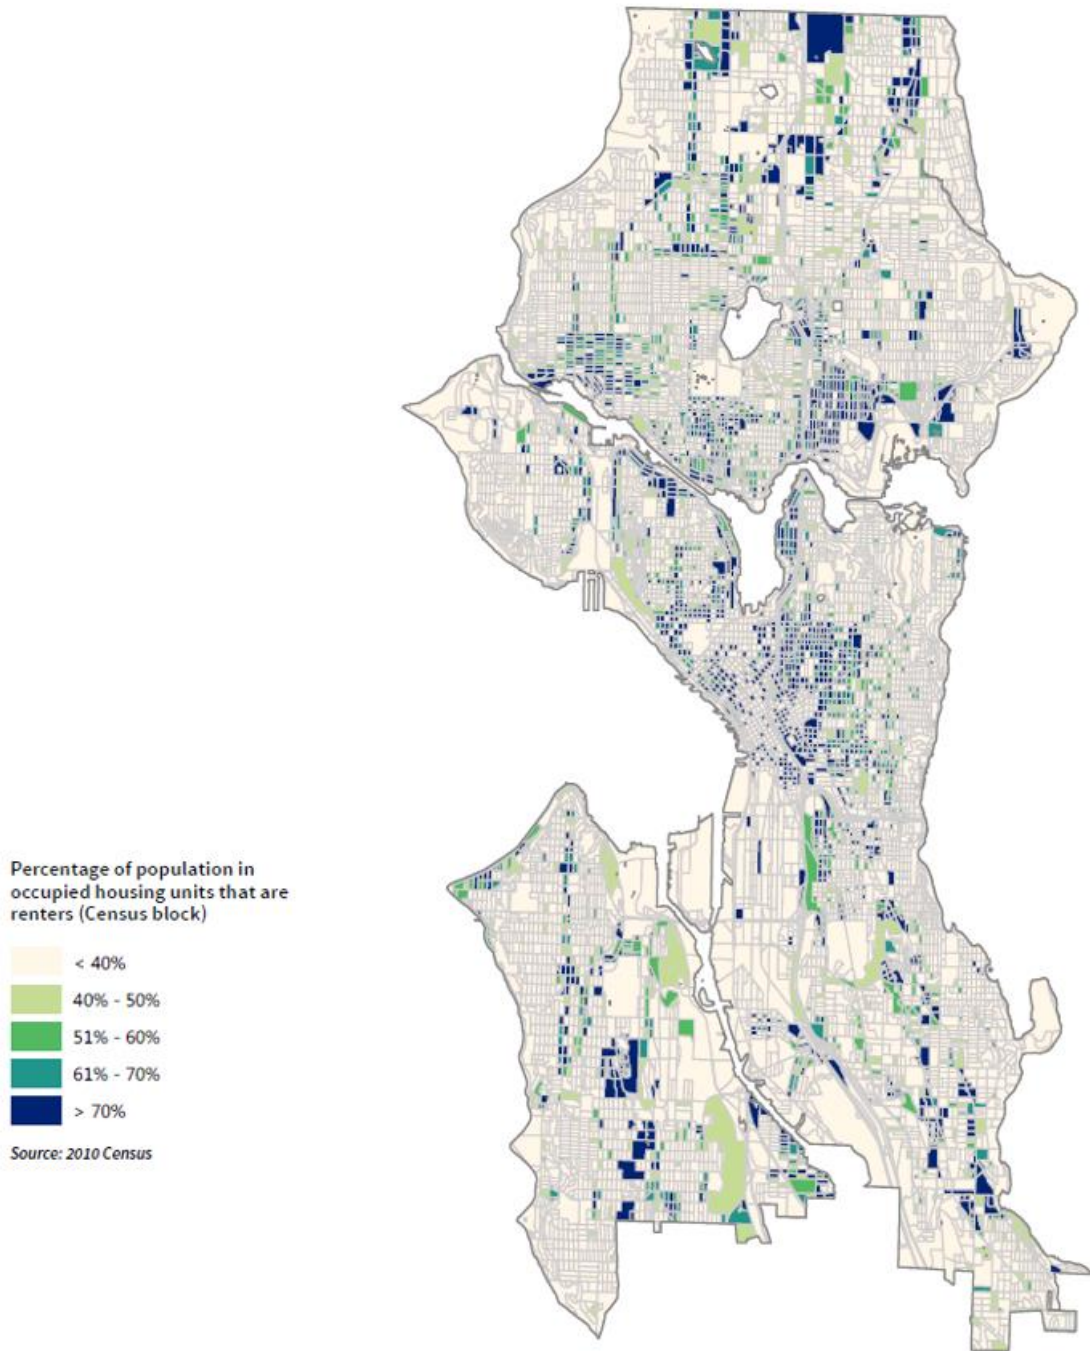 Percentage of population in
occupied housing units that are
renters (Census block)
< 40%
40% - 50%
51% - 60%
61% - 70%
> 70%
Source: 2010 Census